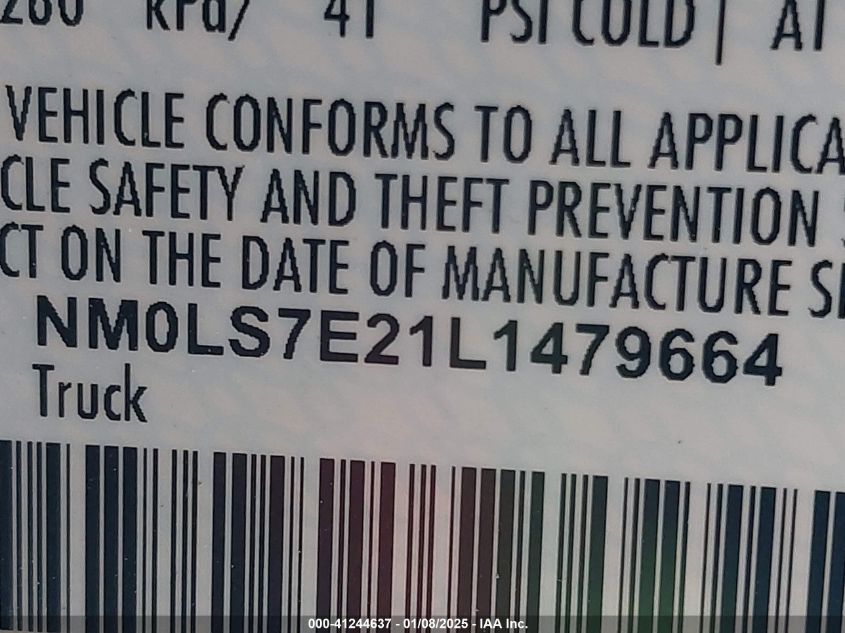 280 kPa/ 41 PSI COLD | AT
VEHICLE CONFORMS TO ALL APPLICA
CLE SAFETY AND THEFT PREVENTION S
CT ON THE DATE OF MANUFACTURE SH
NM0LS7E21L1479664
Truck
000-41244637 - 01/08/2025 - IAA Inc.